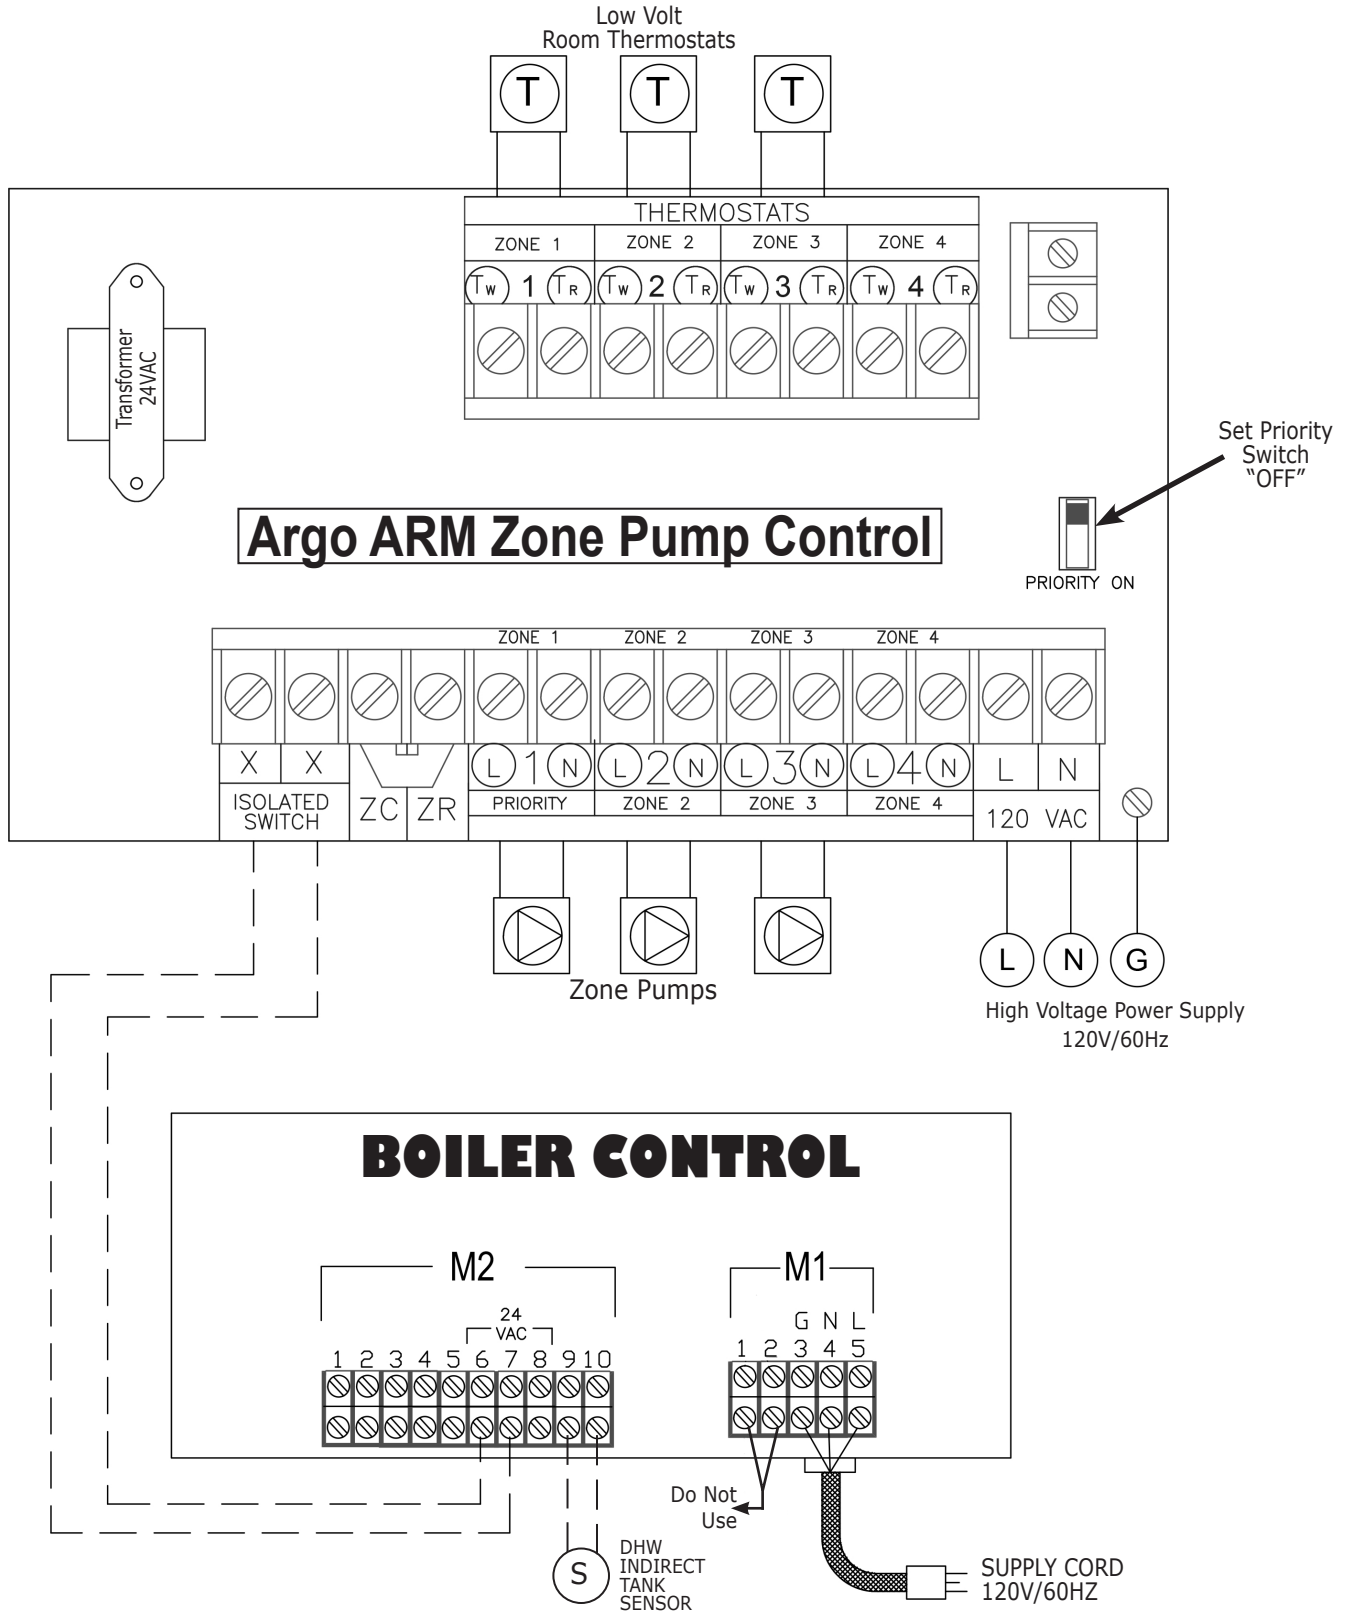 Low Volt
Room Thermostats
T T T
THERMOSTATS
ZONE 1 ZONE 2 ZONE 3 ZONE 4
TW 1 TR TW 2 TR TW 3 TR TW 4 TR
Transformer
24VAC
Set Priority
Switch
“OFF”
Argo ARM Zone Pump Control
PRIORITY ON
ZONE 1 ZONE 2 ZONE 3 ZONE 4
X X L 1 N L 2 N L 3 N L 4 N L N
ISOLATED
SWITCH
ZC ZR
PRIORITY ZONE 2 ZONE 3 ZONE 4
120 VAC
L N G
Zone Pumps
High Voltage Power Supply
120V/60Hz
BOILER CONTROL
M2 M1
24
VAC
G N L
1 2 3 4 5 6 7 8 9 10
1 2 3 4 5
Do Not
Use
S
DHW
INDIRECT
TANK
SENSOR
SUPPLY CORD
120V/60HZ